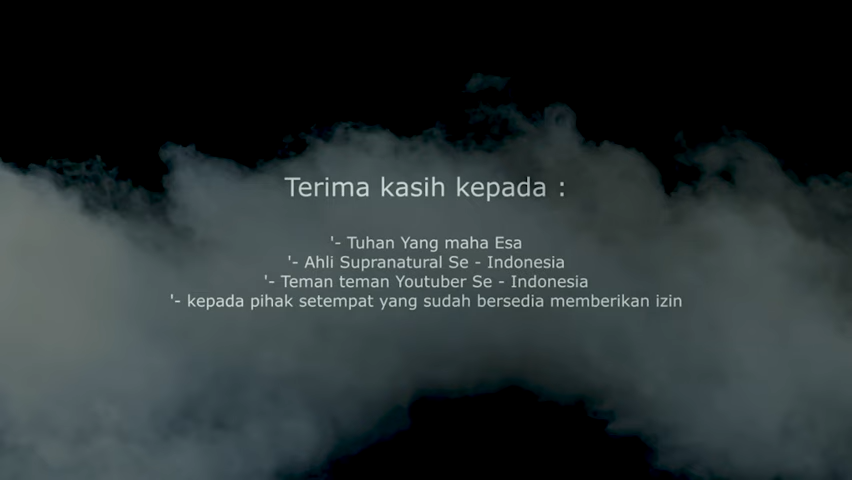 Terima kasih kepada :
'- Tuhan Yang maha Esa
'- Ahli Supranatural Se - Indonesia
'- Teman teman Youtuber Se - Indonesia
'- kepada pihak setempat yang sudah bersedia memberikan izin